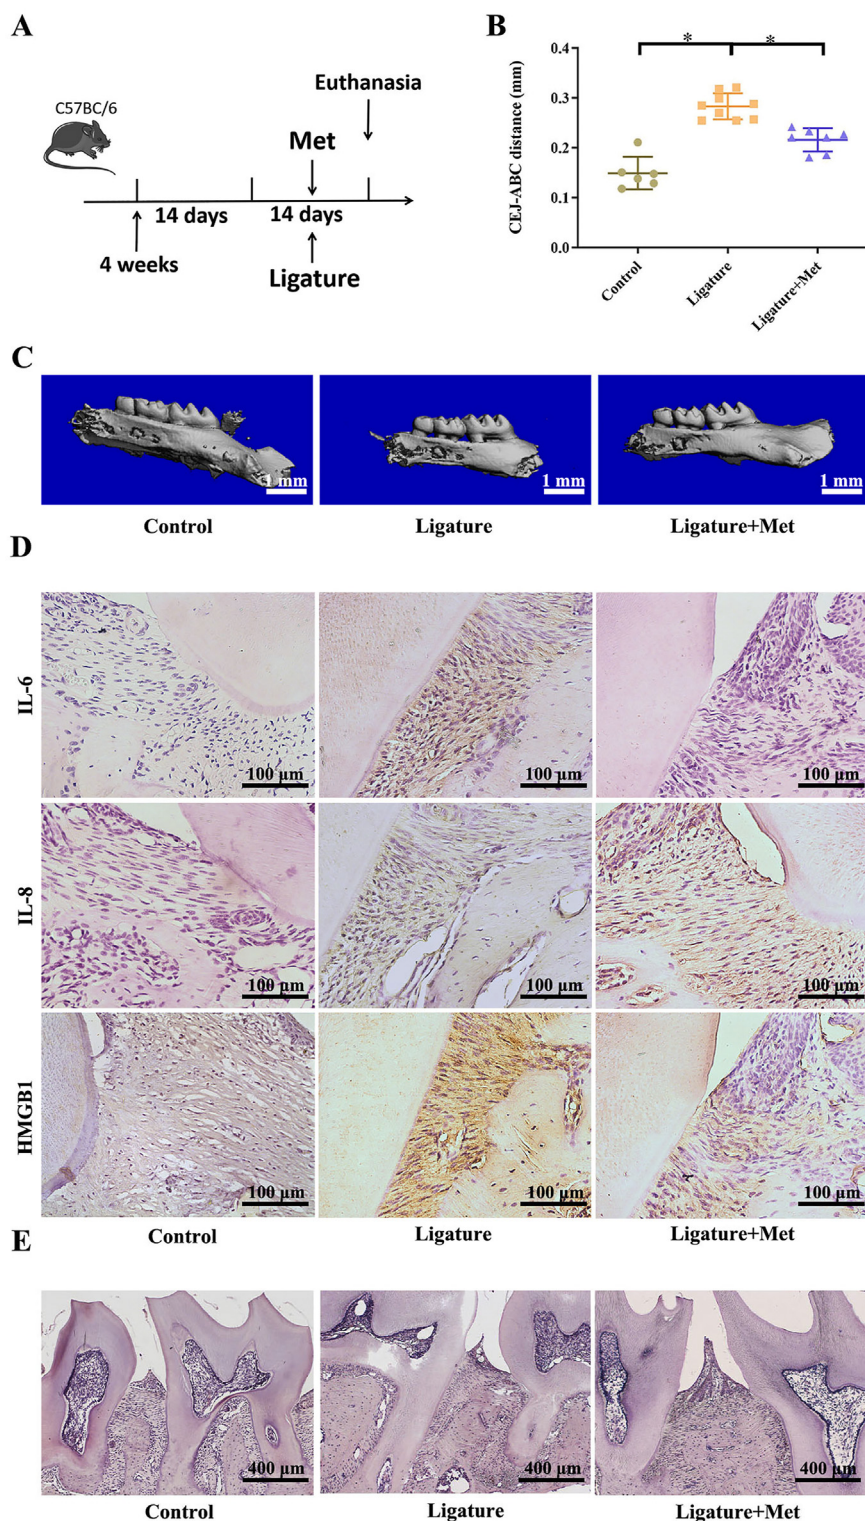 A
C57BC/6
Euthanasia
Met
14 days
14 days
4 weeks
Ligature
B
CEJ-ABC distance (mm)
0.4
0.3
0.2
0.1
0.0
*
*
Control
Ligature
Ligature+Met
C
1 mm
1 mm
1 mm
Control
Ligature
Ligature+Met
D
IL-6
100 µm
100 µm
100 µm
IL-8
100 µm
100 µm
100 µm
HMGB1
100 µm
100 µm
100 µm
Control
Ligature
Ligature+Met
E
400 µm
400 µm
400 µm
Control
Ligature
Ligature+Met